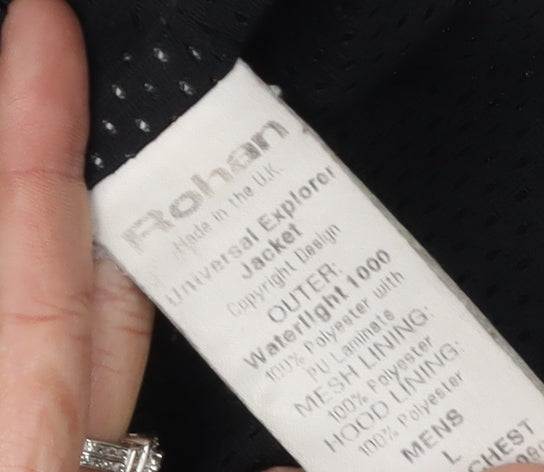 Rohan
Made in the U.K.
Universal Explorer
Jacket
Copyright Design
OUTER:
Waterlight 1000
100% Polyester with
PU Laminate
MESH LINING:
100% Polyester
HOOD LINING:
100% Polyester
MENS
L
CHEST